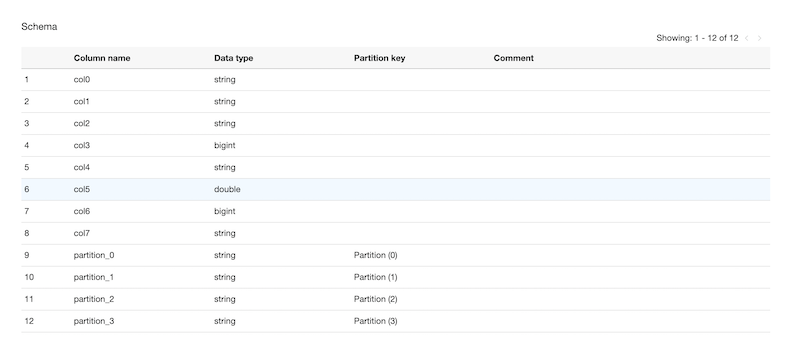 Schema
Showing: 1 - 12 of 12 < >
Column name Data type Partition key Comment
1 col0 string
2 col1 string
3 col2 string
4 col3 bigint
5 col4 string
6 col5 double
7 col6 bigint
8 col7 string
9 partition_0 string Partition (0)
10 partition_1 string Partition (1)
11 partition_2 string Partition (2)
12 partition_3 string Partition (3)